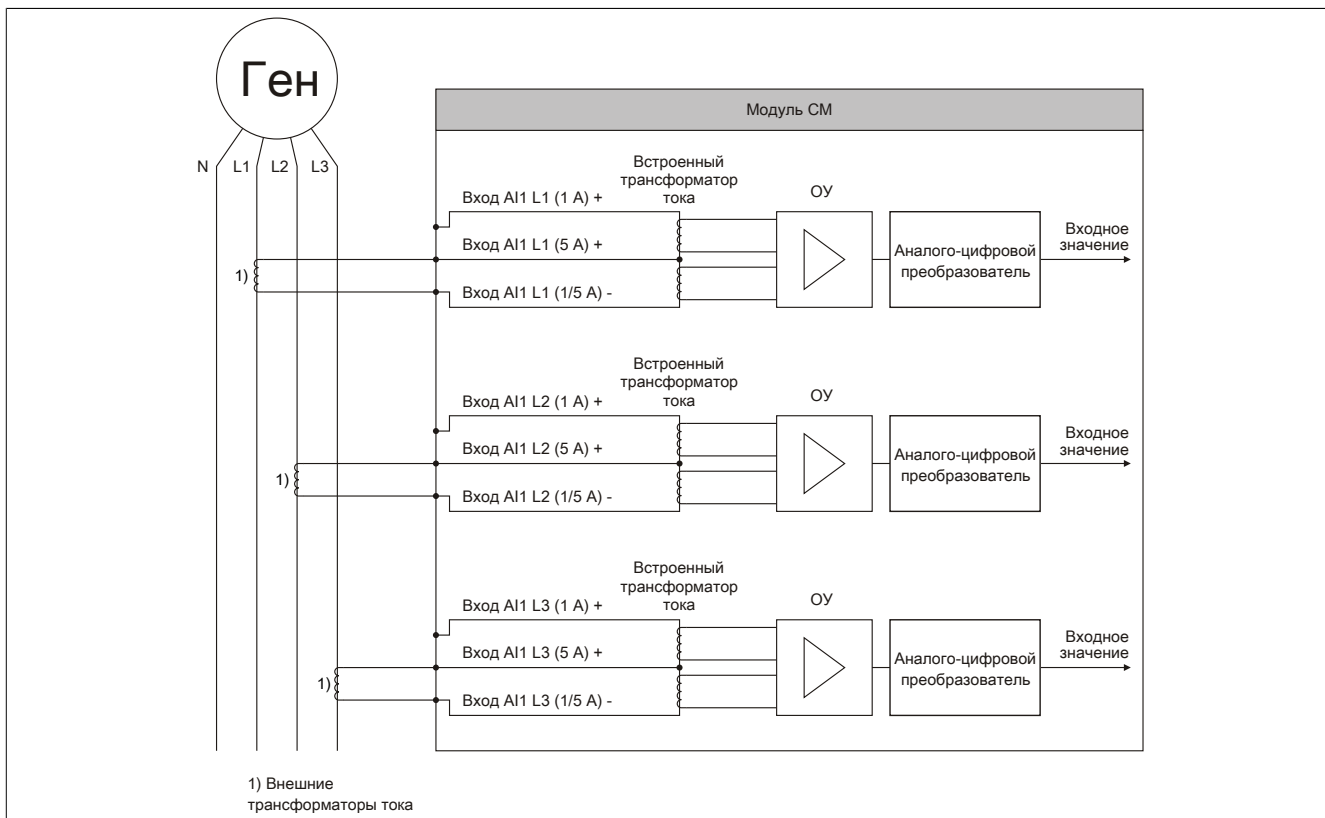 Ген
Модуль CM
N
L1
L2
L3
Встроенный
трансформатор
тока
ОУ
Вход AI1 L1 (1 A) +
Вход AI1 L1 (5 A) +
Вход AI1 L1 (1/5 A) -
Аналого-цифровой
преобразователь
Входное
значение
1)
Встроенный
трансформатор
тока
ОУ
Вход AI1 L2 (1 A) +
Вход AI1 L2 (5 A) +
Вход AI1 L2 (1/5 A) -
Аналого-цифровой
преобразователь
Входное
значение
1)
Встроенный
трансформатор
тока
ОУ
Вход AI1 L3 (1 A) +
Вход AI1 L3 (5 A) +
Вход AI1 L3 (1/5 A) -
Аналого-цифровой
преобразователь
Входное
значение
1)
1) Внешние
трансформаторы тока